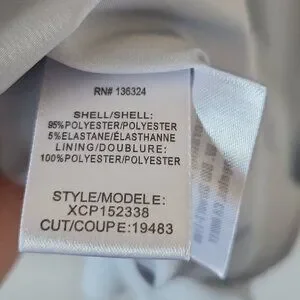 RN# 136324
SHELL/SHELL:
95%POLYESTER/POLYESTER
5%ELASTANE/ÉLASTHANNE
LINING/DOUBLURE:
100%POLYESTER/POLYESTER
STYLE/MODELE:
XCP152338
CUT/COUPE:19483